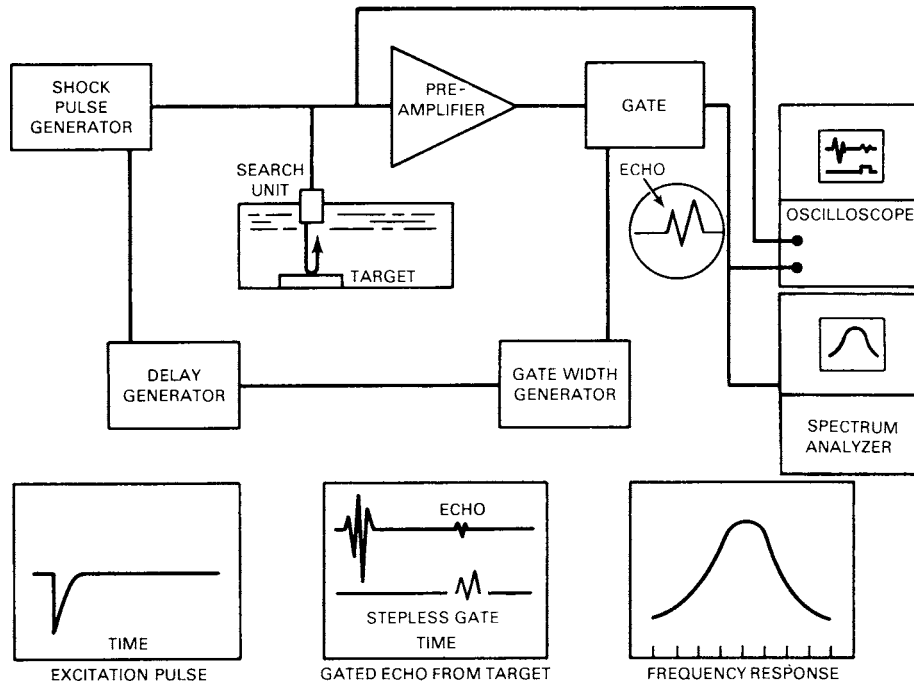 SHOCK
PULSE
GENERATOR
PRE-
AMPLIFIER
GATE
SEARCH
UNIT
TARGET
ECHO
OSCILLOSCOPE
DELAY
GENERATOR
GATE WIDTH
GENERATOR
SPECTRUM
ANALYZER
TIME
EXCITATION PULSE
ECHO
STEPLESS GATE
TIME
GATED ECHO FROM TARGET
FREQUENCY RESPONSE